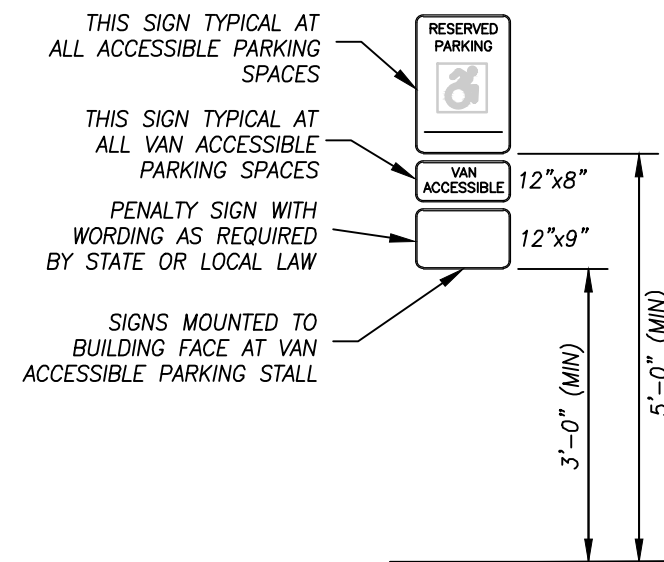 THIS SIGN TYPICAL AT
ALL ACCESSIBLE PARKING
SPACES
RESERVED
PARKING
THIS SIGN TYPICAL AT
ALL VAN ACCESSIBLE
PARKING SPACES
VAN
ACCESSIBLE
12"x8"
PENALTY SIGN WITH
WORDING AS REQUIRED
BY STATE OR LOCAL LAW
12"x9"
SIGNS MOUNTED TO
BUILDING FACE AT VAN
ACCESSIBLE PARKING STALL
3'-0" (MIN)
5'-0" (MIN)